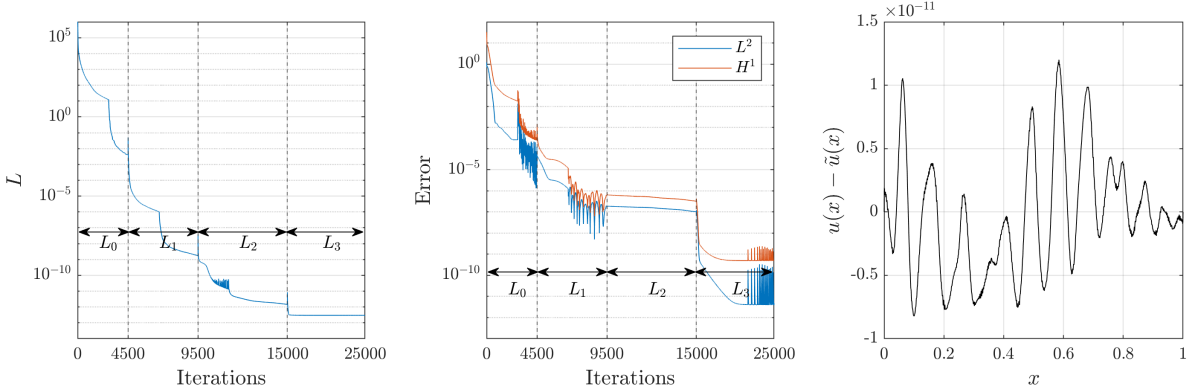 L
10^5
10^0
10^{-5}
10^{-10}
L_0
L_1
L_2
L_3
0
4500
9500
15000
25000
Iterations
Error
10^0
10^{-5}
10^{-10}
L^2
H^1
L_0
L_1
L_2
L_3
0
4500
9500
15000
25000
Iterations
u(x) − ũ(x)
×10^{-11}
1.5
1
0.5
0
-0.5
-1
0
0.2
0.4
0.6
0.8
1
x